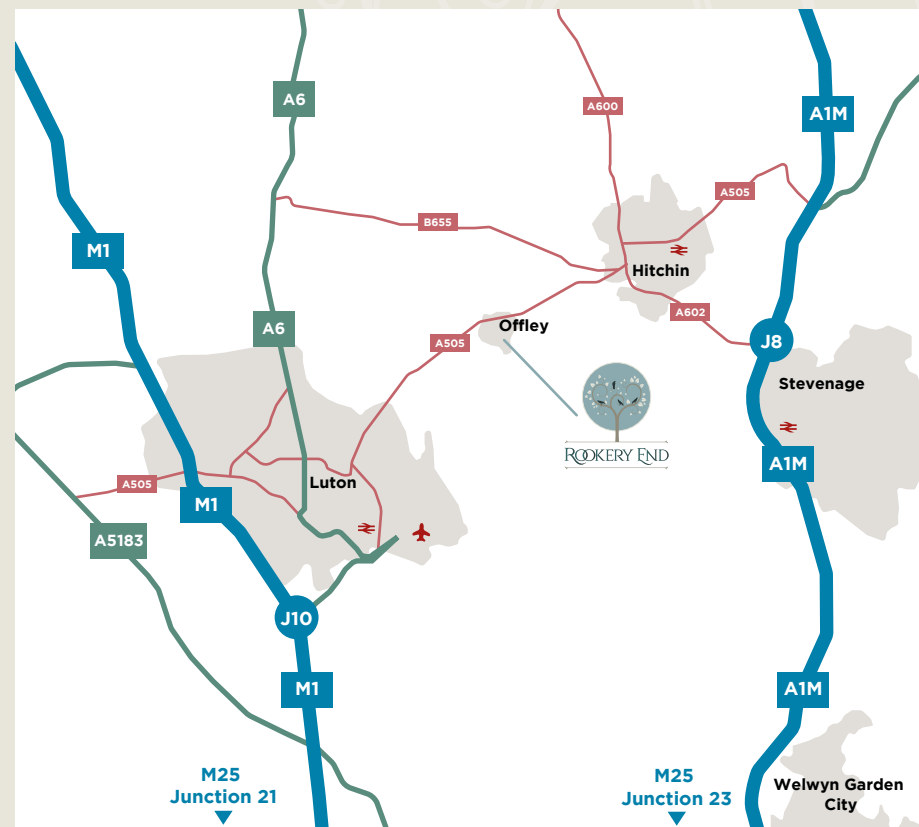 A6
A1M
A600
A505
B655
M1
Hitchin
A602
Offley
A6
A505
J8
Stevenage
ROOKERY END
A1M
Luton
A505
M1
A5183
J10
M1
A1M
M25
Junction 21
M25
Junction 23
Welwyn Garden
City